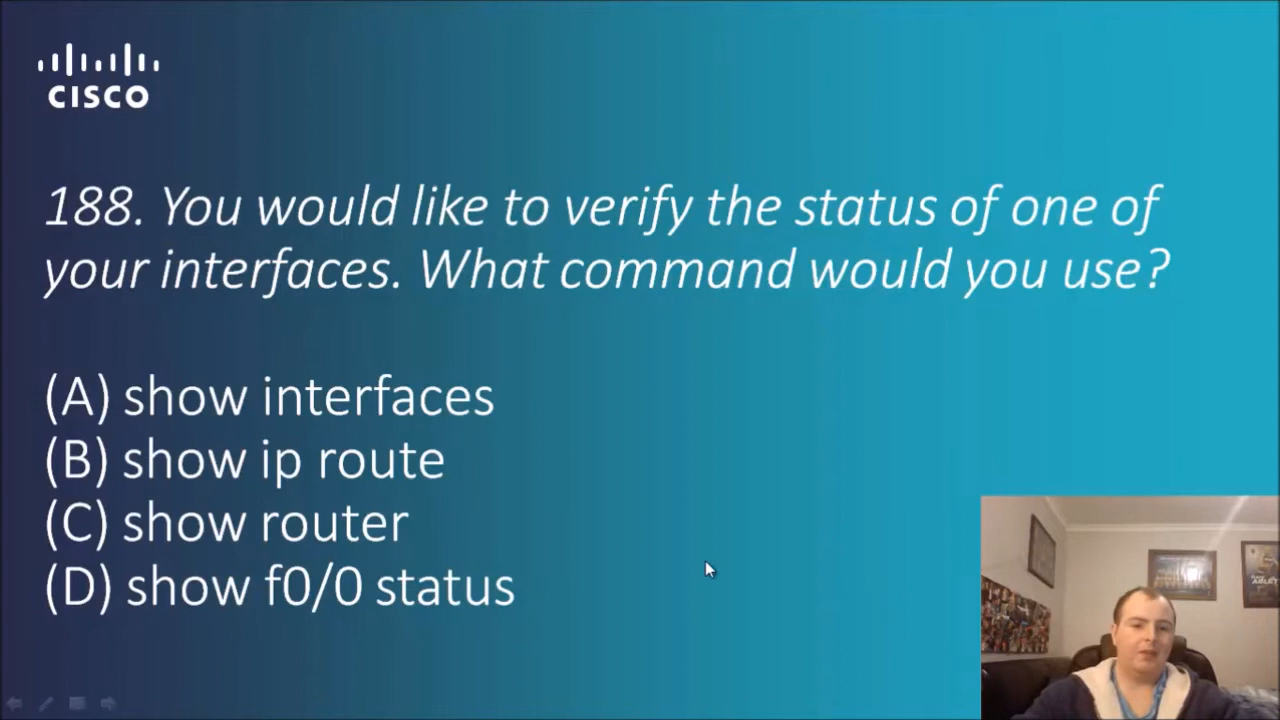 CISCO
188. You would like to verify the status of one of
your interfaces. What command would you use?
(A) show interfaces
(B) show ip route
(C) show router
(D) show f0/0 status